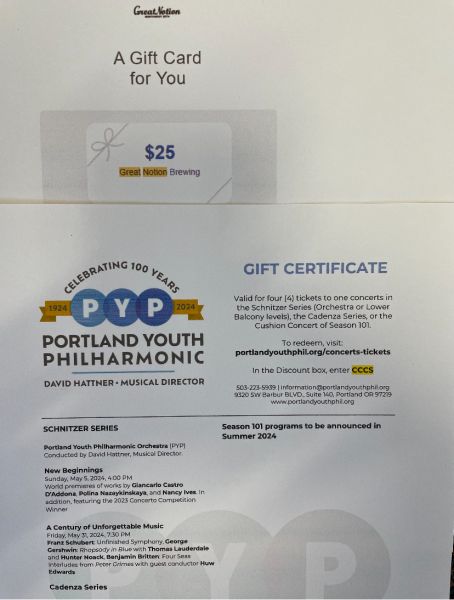 Great Notion
A Gift Card
for You
$25
Great Notion Brewing
CELEBRATING 100 YEARS
1924 PYP 2024
PORTLAND YOUTH
PHILHARMONIC
DAVID HATTNER • MUSICAL DIRECTOR
GIFT CERTIFICATE
Valid for four (4) tickets to one concerts in
the Schnitzer Series (Orchestra or Lower
Balcony levels), the Cadenza Series, or the
Cushion Concert of Season 101.
To redeem, visit:
portlandyouthphil.org/concerts-tickets
In the Discount box, enter CCCS
503-223-5939 | information@portlandyouthphil.org
9320 SW Barbur BLVD., Suite 140, Portland OR 97219
www.portlandyouthphil.org
SCHNITZER SERIES
Portland Youth Philharmonic Orchestra (PYP)
Conducted by David Hattner, Musical Director
New Beginnings
Sunday, May 5, 2024, 4:00 PM
World premieres of works by Giancarlo Castro
D'Addona, Polina Nazaykinskaya, and Nancy Ives. In
addition, featuring the 2023 Concerto Competition
Winner
A Century of Unforgettable Music
Friday, May 31, 2024, 7:30 PM
Franz Schubert: Unfinished Symphony, George
Gershwin: Rhapsody in Blue with Thomas Lauderdale
and Hunter Noack, Benjamin Britten: Four Seas
Interludes from Peter Grimes with guest conductor Huw
Edwards
Cadenza Series
Season 101 programs to be announced in
Summer 2024
PYP